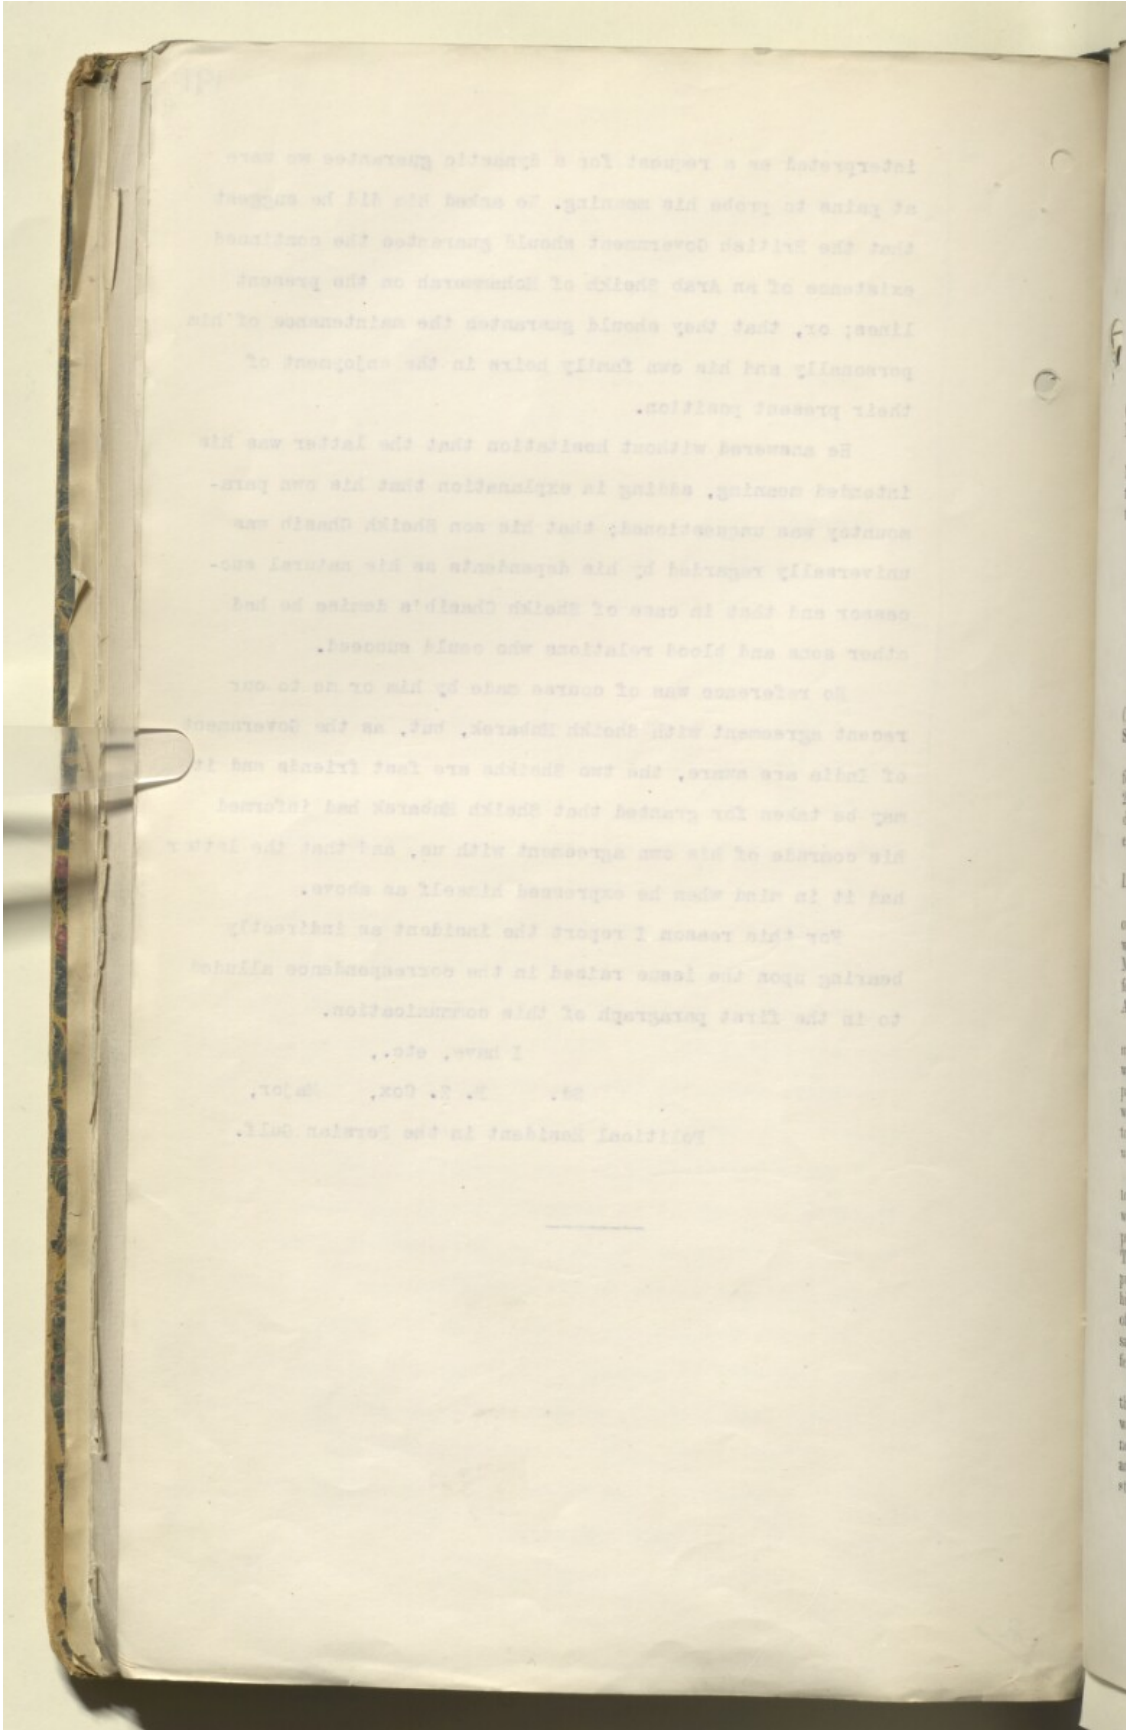 interpreted as a request for a dynastic guarantee we were
at pains to probe his meaning. We asked him did he suggest
that the British Government should guarantee the continued
existence of an Arab Sheikh of Mohammerah on the present
lines; or, that they should guarantee the maintenance of him
personally and his own family heirs in the enjoyment of
their present position.
He answered without hesitation that the latter was his
intended meaning, adding in explanation that his own para-
mountcy was unquestioned; that his son Sheikh Chasib was
universally regarded by his dependents as his natural suc-
cessor and that in case of Sheikh Chasib's demise he had
other sons and blood relations who could succeed.
No reference was of course made by him or me to our
recent agreement with Sheikh Mubarak, but, as the Government
of India are aware, the two Sheikhs are fast friends and it
may be taken for granted that Sheikh Mubarak had informed
his comrade of his own agreement with us, and that the latter
had it in mind when he expressed himself as above.
For this reason I report the incident as indirectly
bearing upon the issue raised in the correspondence alluded
to in the first paragraph of this communication.
I have, etc.,
Sd. P. Z. Cox, Major,
Political Resident in the Persian Gulf.